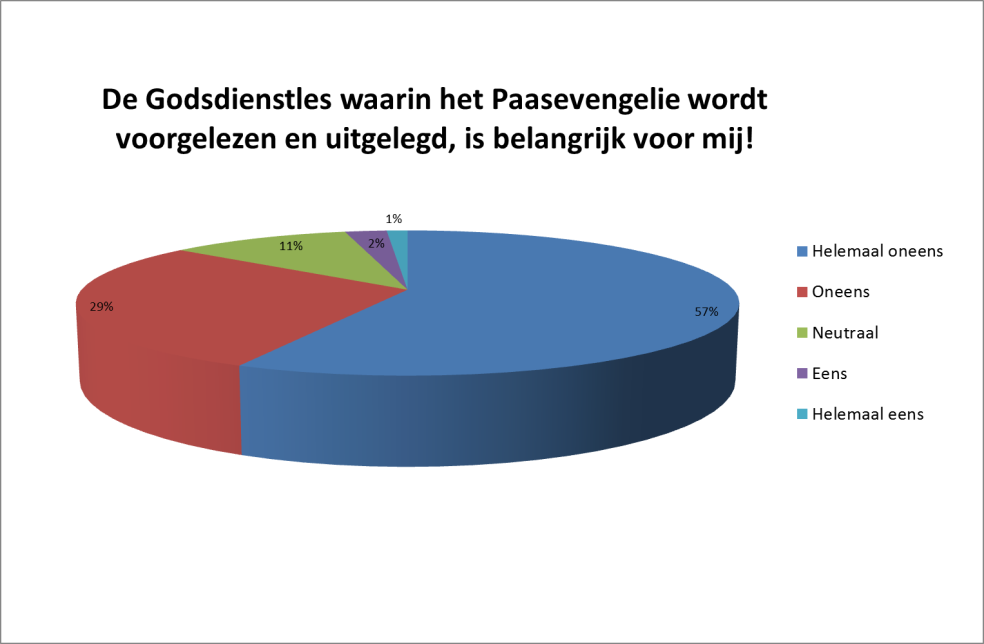 De Godsdienstles waarin het Paasevengelie wordt
voorgelezen en uitgelegd, is belangrijk voor mij!
1%
2%
11%
29%
57%
Helemaal oneens
Oneens
Neutraal
Eens
Helemaal eens